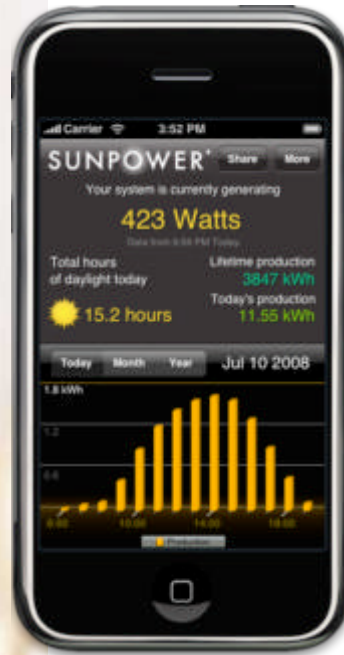 Carrier 3:52 PM
SUNPOWER® Share More
Your system is currently generating
423 Watts
Total hours
of daylight today
15.2 hours
Lifetime production
3847 kWh
Today's production
11.55 kWh
Today Month Year Jul 10 2008
1.8 kWh
1.2
0.6
6:00 10:00 14:00 18:00
Production